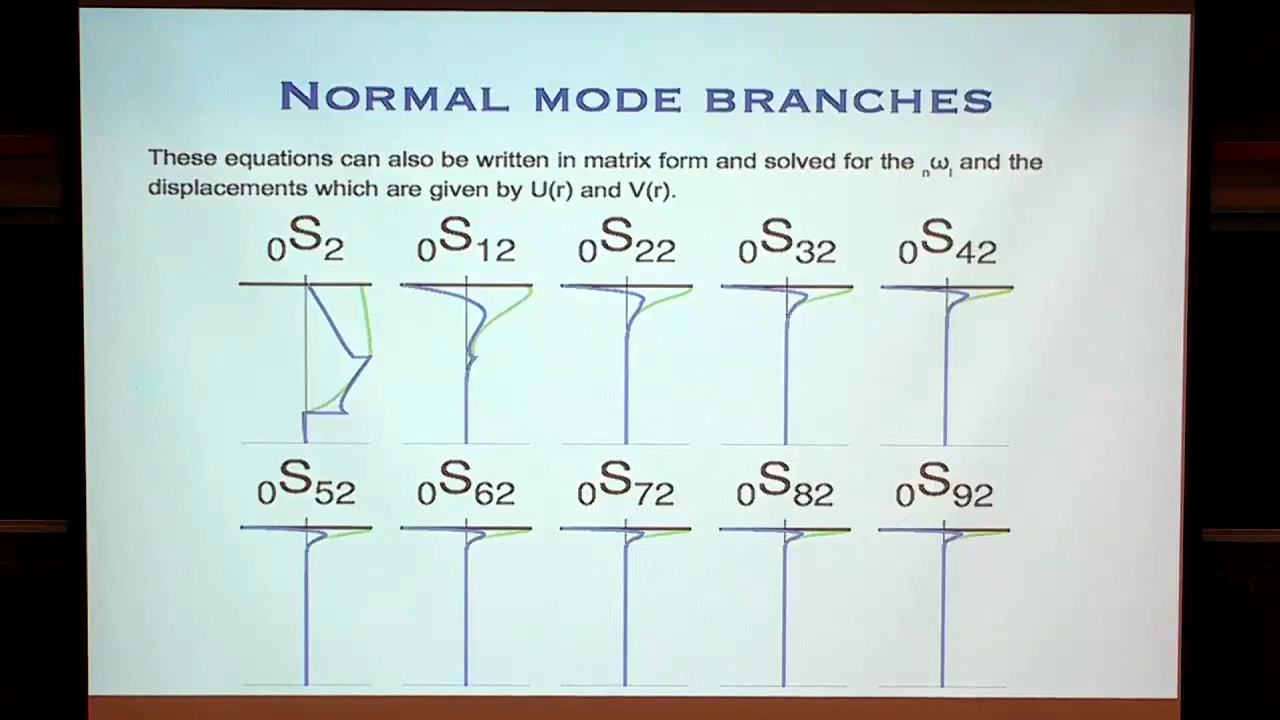 NORMAL MODE BRANCHES
These equations can also be written in matrix form and solved for the ₙωₗ and the
displacements which are given by U(r) and V(r).
₀S₂ ₀S₁₂ ₀S₂₂ ₀S₃₂ ₀S₄₂
₀S₅₂ ₀S₆₂ ₀S₇₂ ₀S₈₂ ₀S₉₂